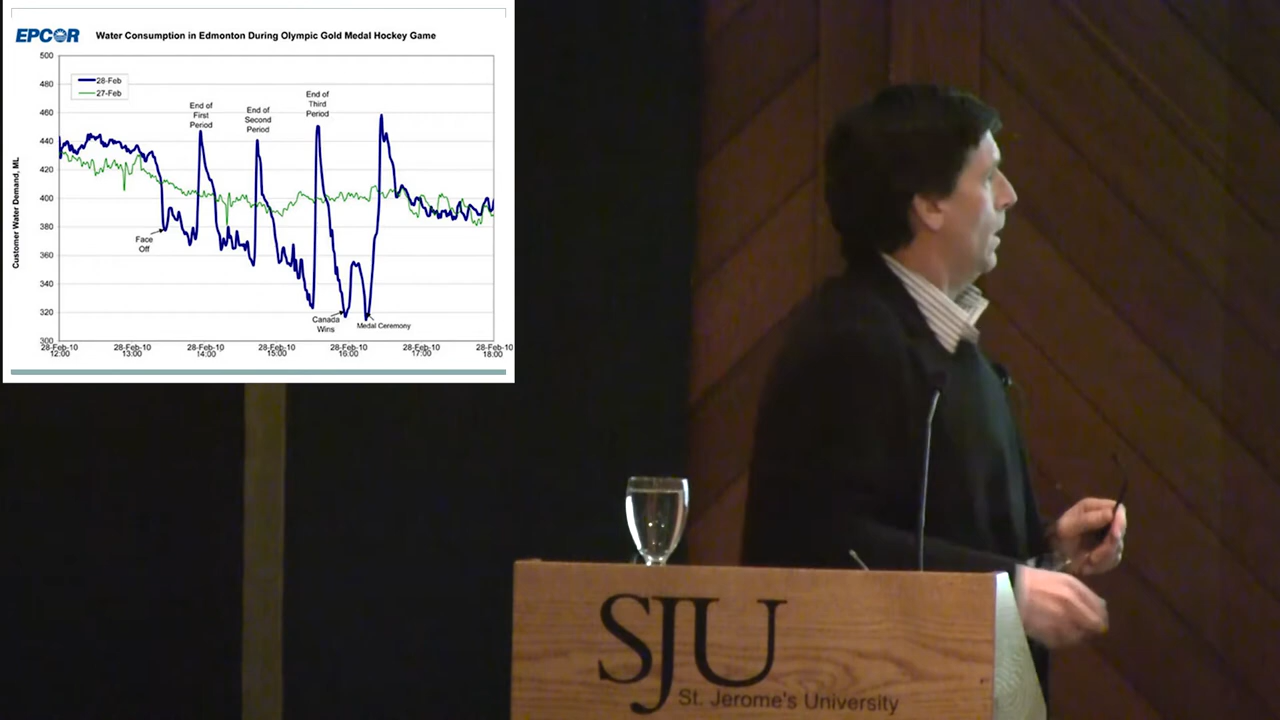 EPCOR
Water Consumption in Edmonton During Olympic Gold Medal Hockey Game
500
480
460
440
420
400
380
360
340
320
300
Customer Water Demand, ML
28-Feb
27-Feb
End of
First
Period
End of
Second
Period
End of
Third
Period
Face
Off
Canada
Wins
Medal Ceremony
28-Feb-10
12:00
28-Feb-10
13:00
28-Feb-10
14:00
28-Feb-10
15:00
28-Feb-10
16:00
28-Feb-10
17:00
28-Feb-10
18:00
SJU
St. Jerome's University